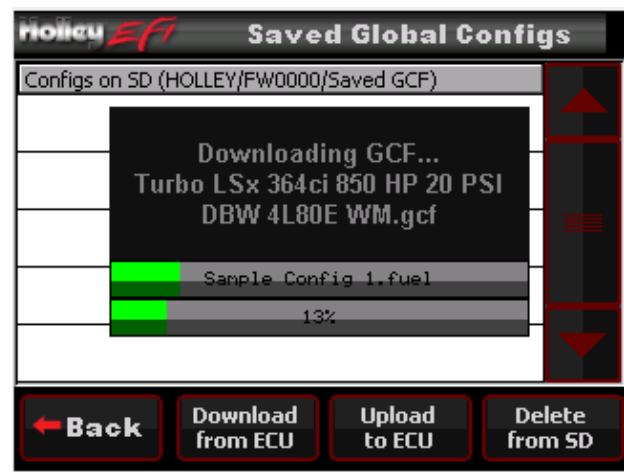 Holley EFI
Saved Global Configs
Configs on SD (HOLLEY/FW0000/Saved GCF)
Downloading GCF...
Turbo LSx 364ci 850 HP 20 PSI
DBW 4L80E WM.gcf
Sample Config 1.fuel
13%
Back
Download
from ECU
Upload
to ECU
Delete
from SD